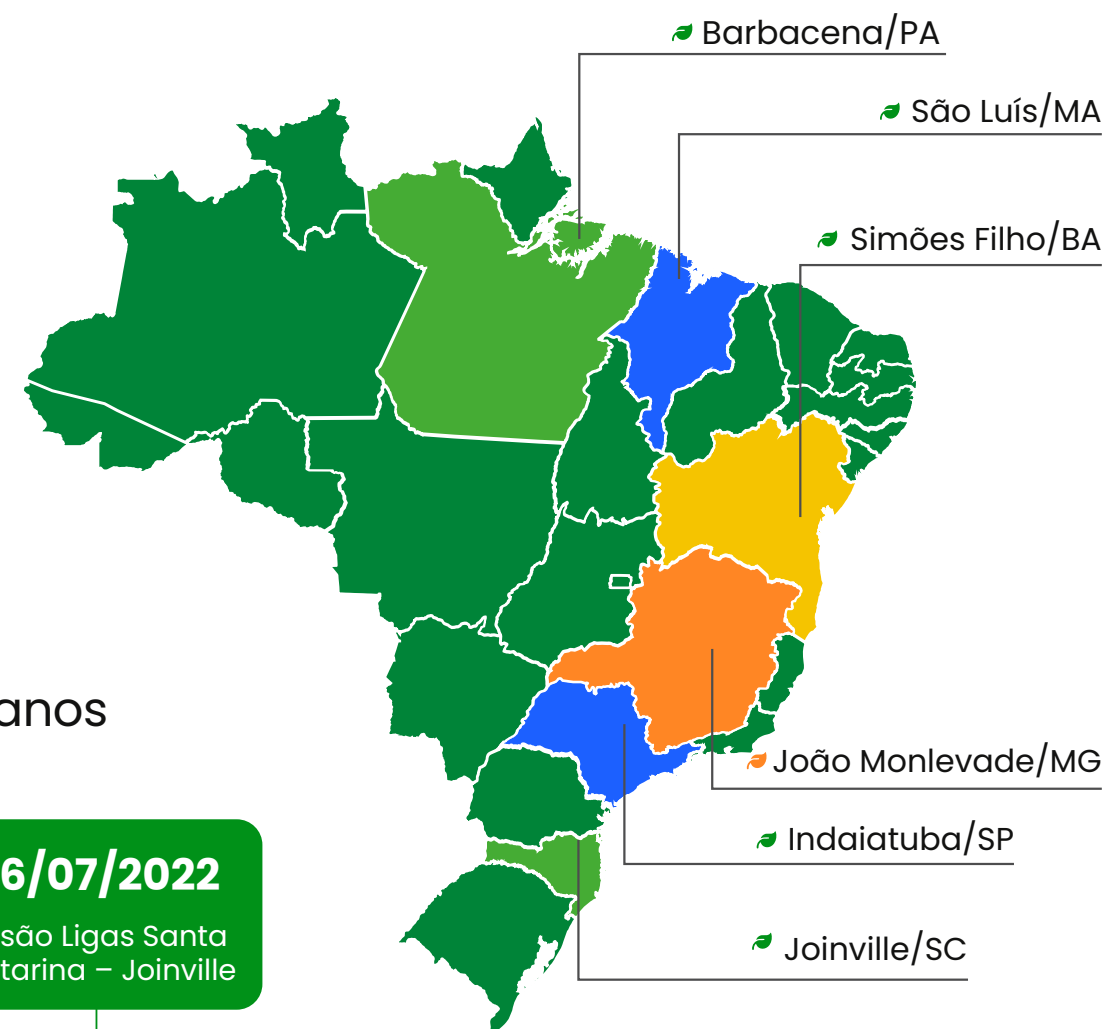 Barbacena/PA
São Luís/MA
Simões Filho/BA
anos
João Monlevade/MG
Indaiatuba/SP
6/07/2022
são Ligas Santa
tarina – Joinville
Joinville/SC